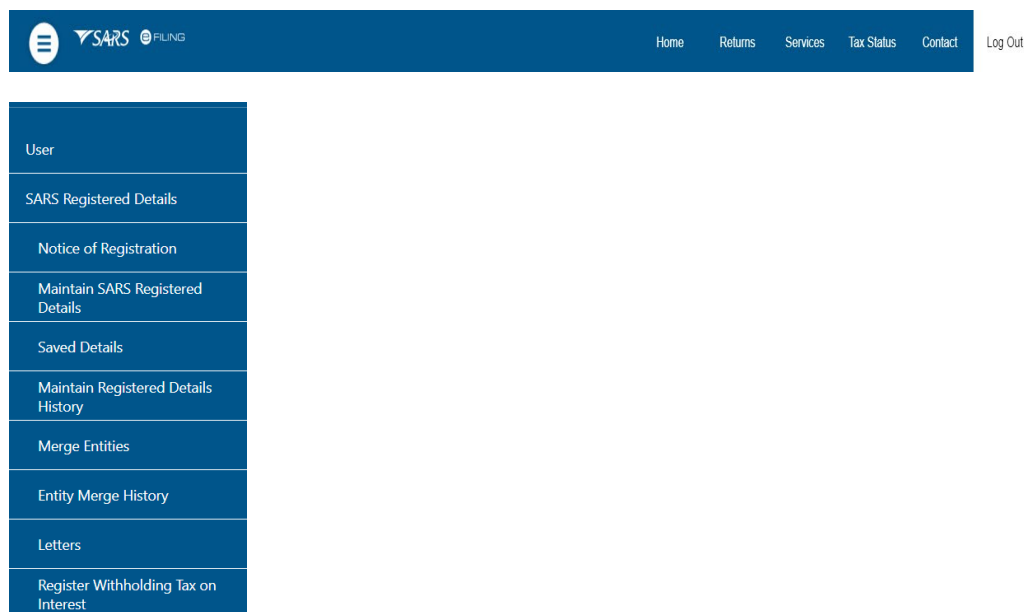 SARS eFILING
Home Returns Services Tax Status Contact Log Out
User
SARS Registered Details
Notice of Registration
Maintain SARS Registered
Details
Saved Details
Maintain Registered Details
History
Merge Entities
Entity Merge History
Letters
Register Withholding Tax on
Interest